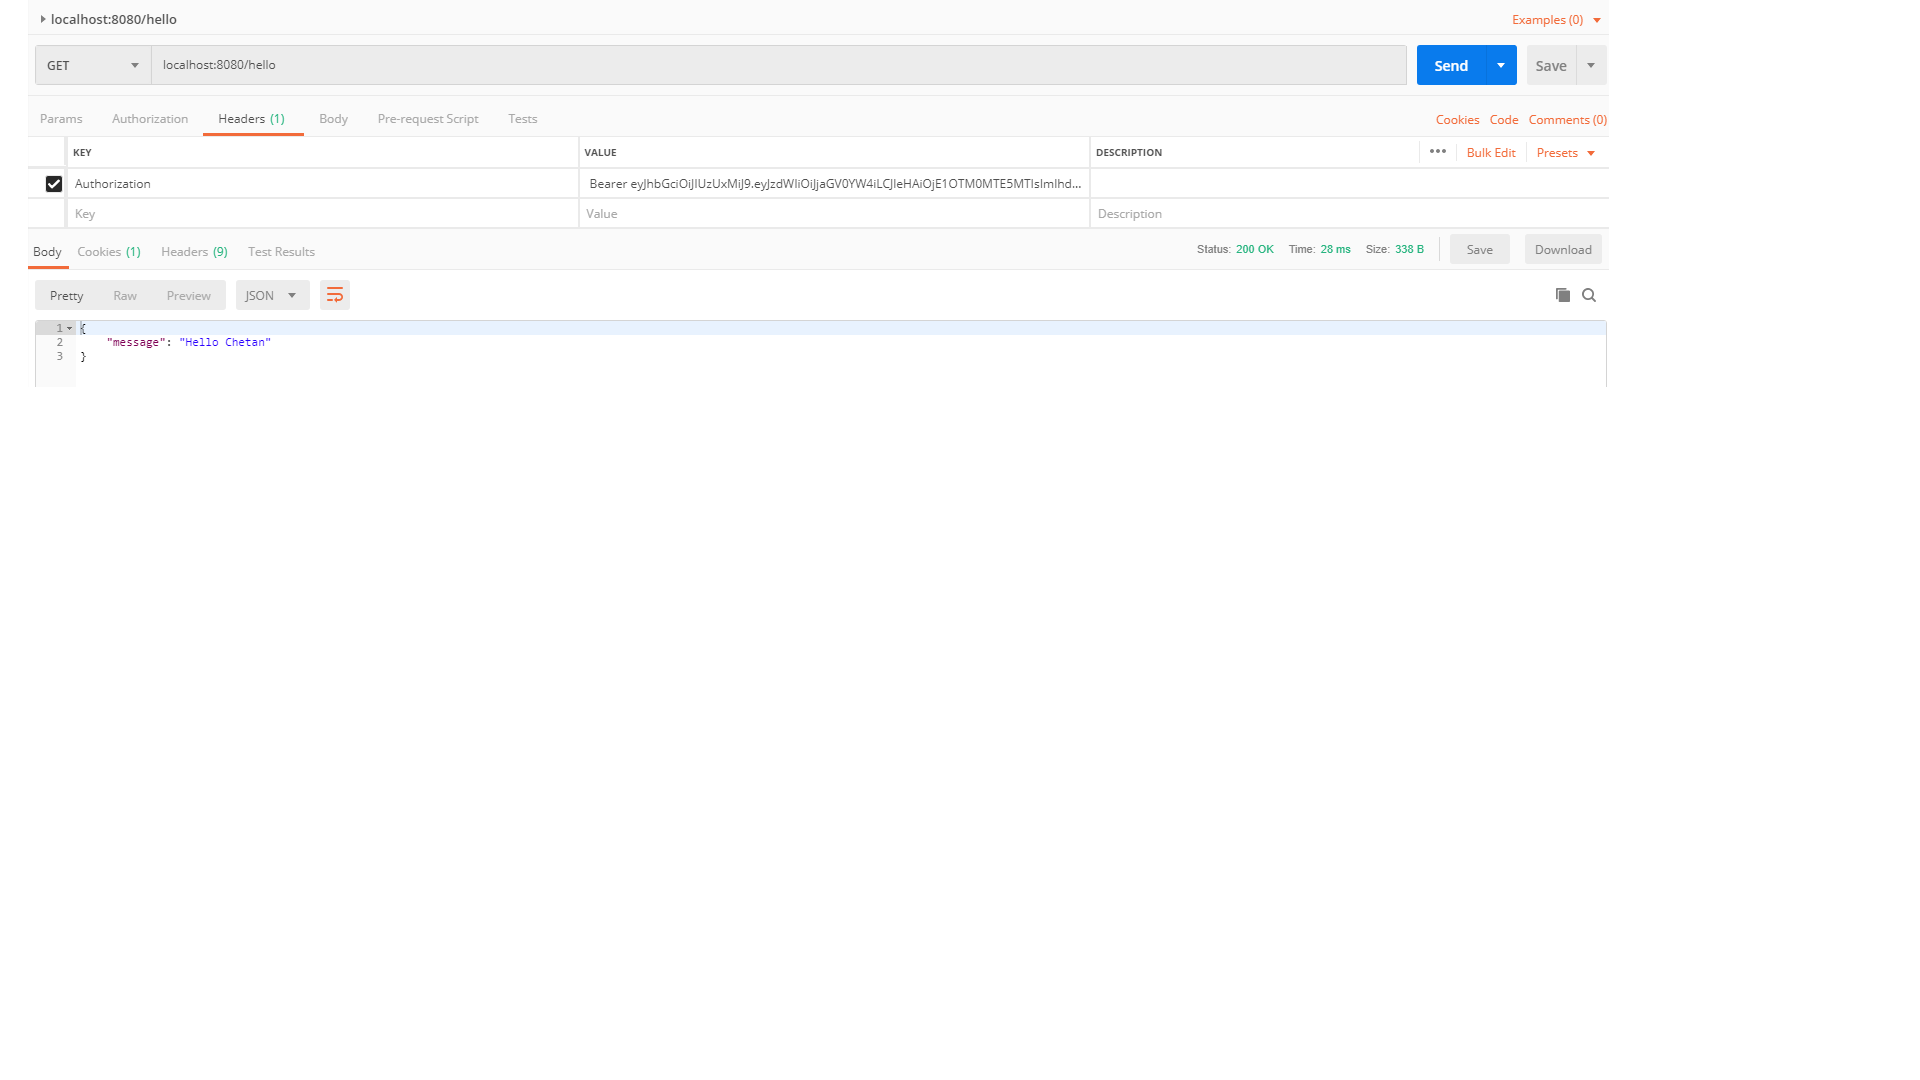 localhost:8080/hello Examples (0)
GET localhost:8080/hello Send Save
Params Authorization Headers (1) Body Pre-request Script Tests Cookies Code Comments (0)
KEY VALUE DESCRIPTION ••• Bulk Edit Presets
Authorization Bearer eyJhbGciOiJIUzUxMiJ9.eyJzdWIiOiJjaGV0YW4iLCJleHAiOjE1OTM0MTE5MTIsImlhd...
Key Value Description
Body Cookies (1) Headers (9) Test Results Status: 200 OK Time: 28 ms Size: 338 B Save Download
Pretty Raw Preview JSON
1 {
2 "message": "Hello Chetan"
3 }